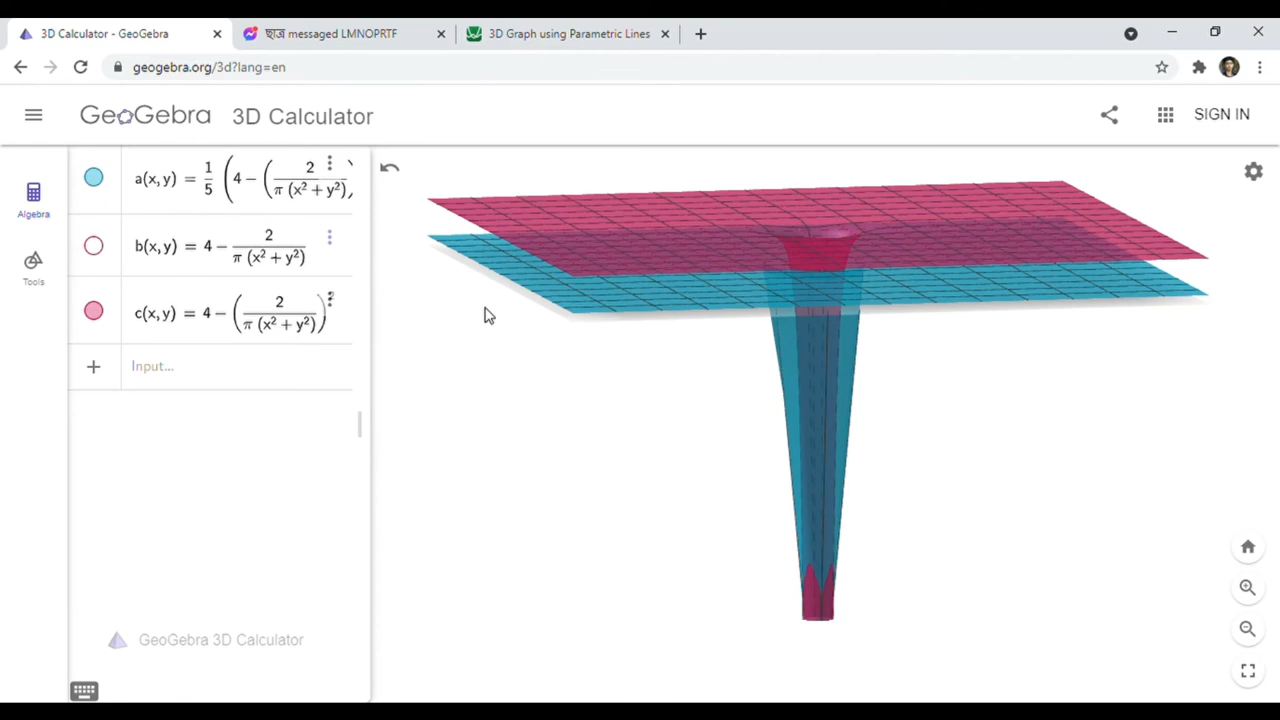 3D Calculator - GeoGebra
ছাত্র messaged LMNOPRTF
3D Graph using Parametric Lines
geogebra.org/3d?lang=en
GeoGebra
3D Calculator
SIGN IN
Algebra
Tools
a(x, y) = 1/5 (4 − (2/(π (x² + y²))
b(x, y) = 4 − 2/(π (x² + y²))
c(x, y) = 4 − (2/(π (x² + y²)))
Input...
GeoGebra 3D Calculator